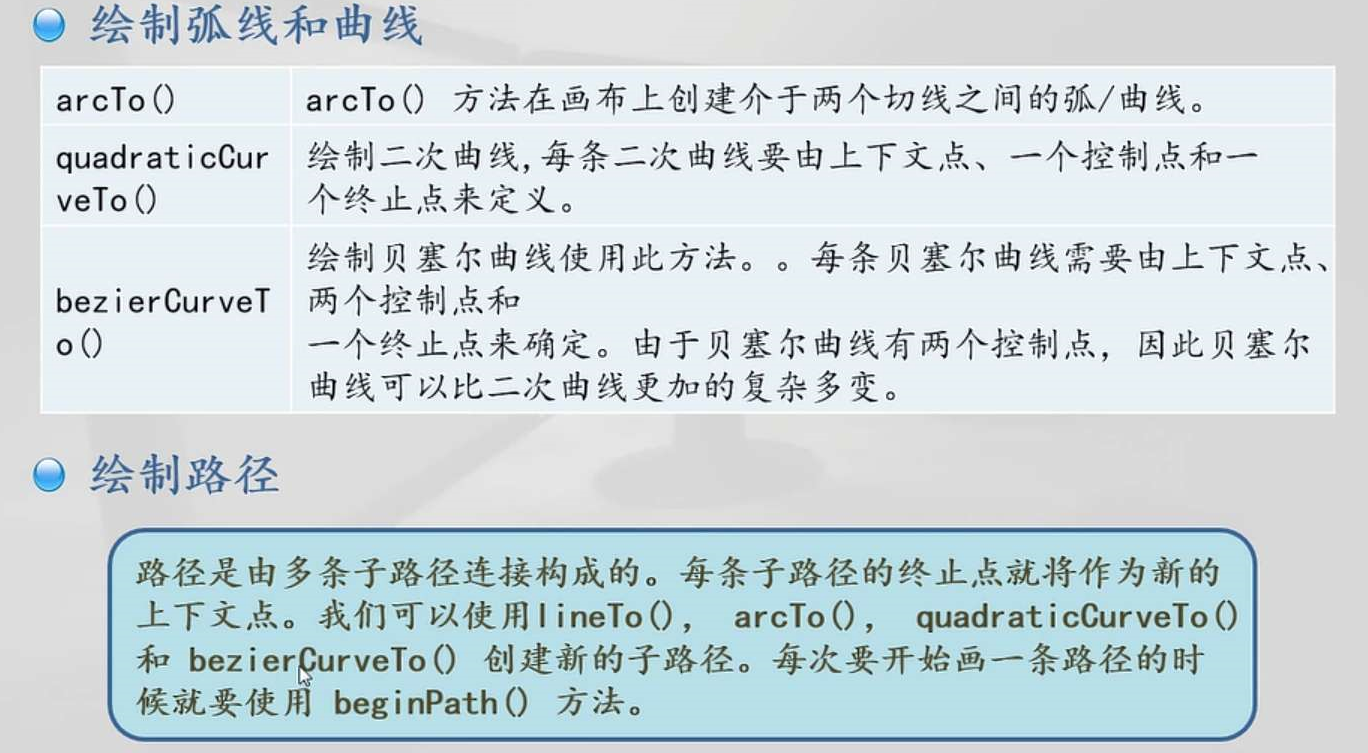 绘制弧线和曲线
arcTo()
arcTo() 方法在画布上创建介于两个切线之间的弧/曲线。
quadraticCur
veTo()
绘制二次曲线,每条二次曲线要由上下文点、一个控制点和一
个终止点来定义。
bezierCurveT
o()
绘制贝塞尔曲线使用此方法。。每条贝塞尔曲线需要由上下文点、
两个控制点和
一个终止点来确定。由于贝塞尔曲线有两个控制点，因此贝塞尔
曲线可以比二次曲线更加的复杂多变。
绘制路径
路径是由多条子路径连接构成的。每条子路径的终止点就将作为新的
上下文点。我们可以使用lineTo()， arcTo()， quadraticCurveTo()
和 bezierCurveTo() 创建新的子路径。每次要开始画一条路径的时
候就要使用 beginPath() 方法。